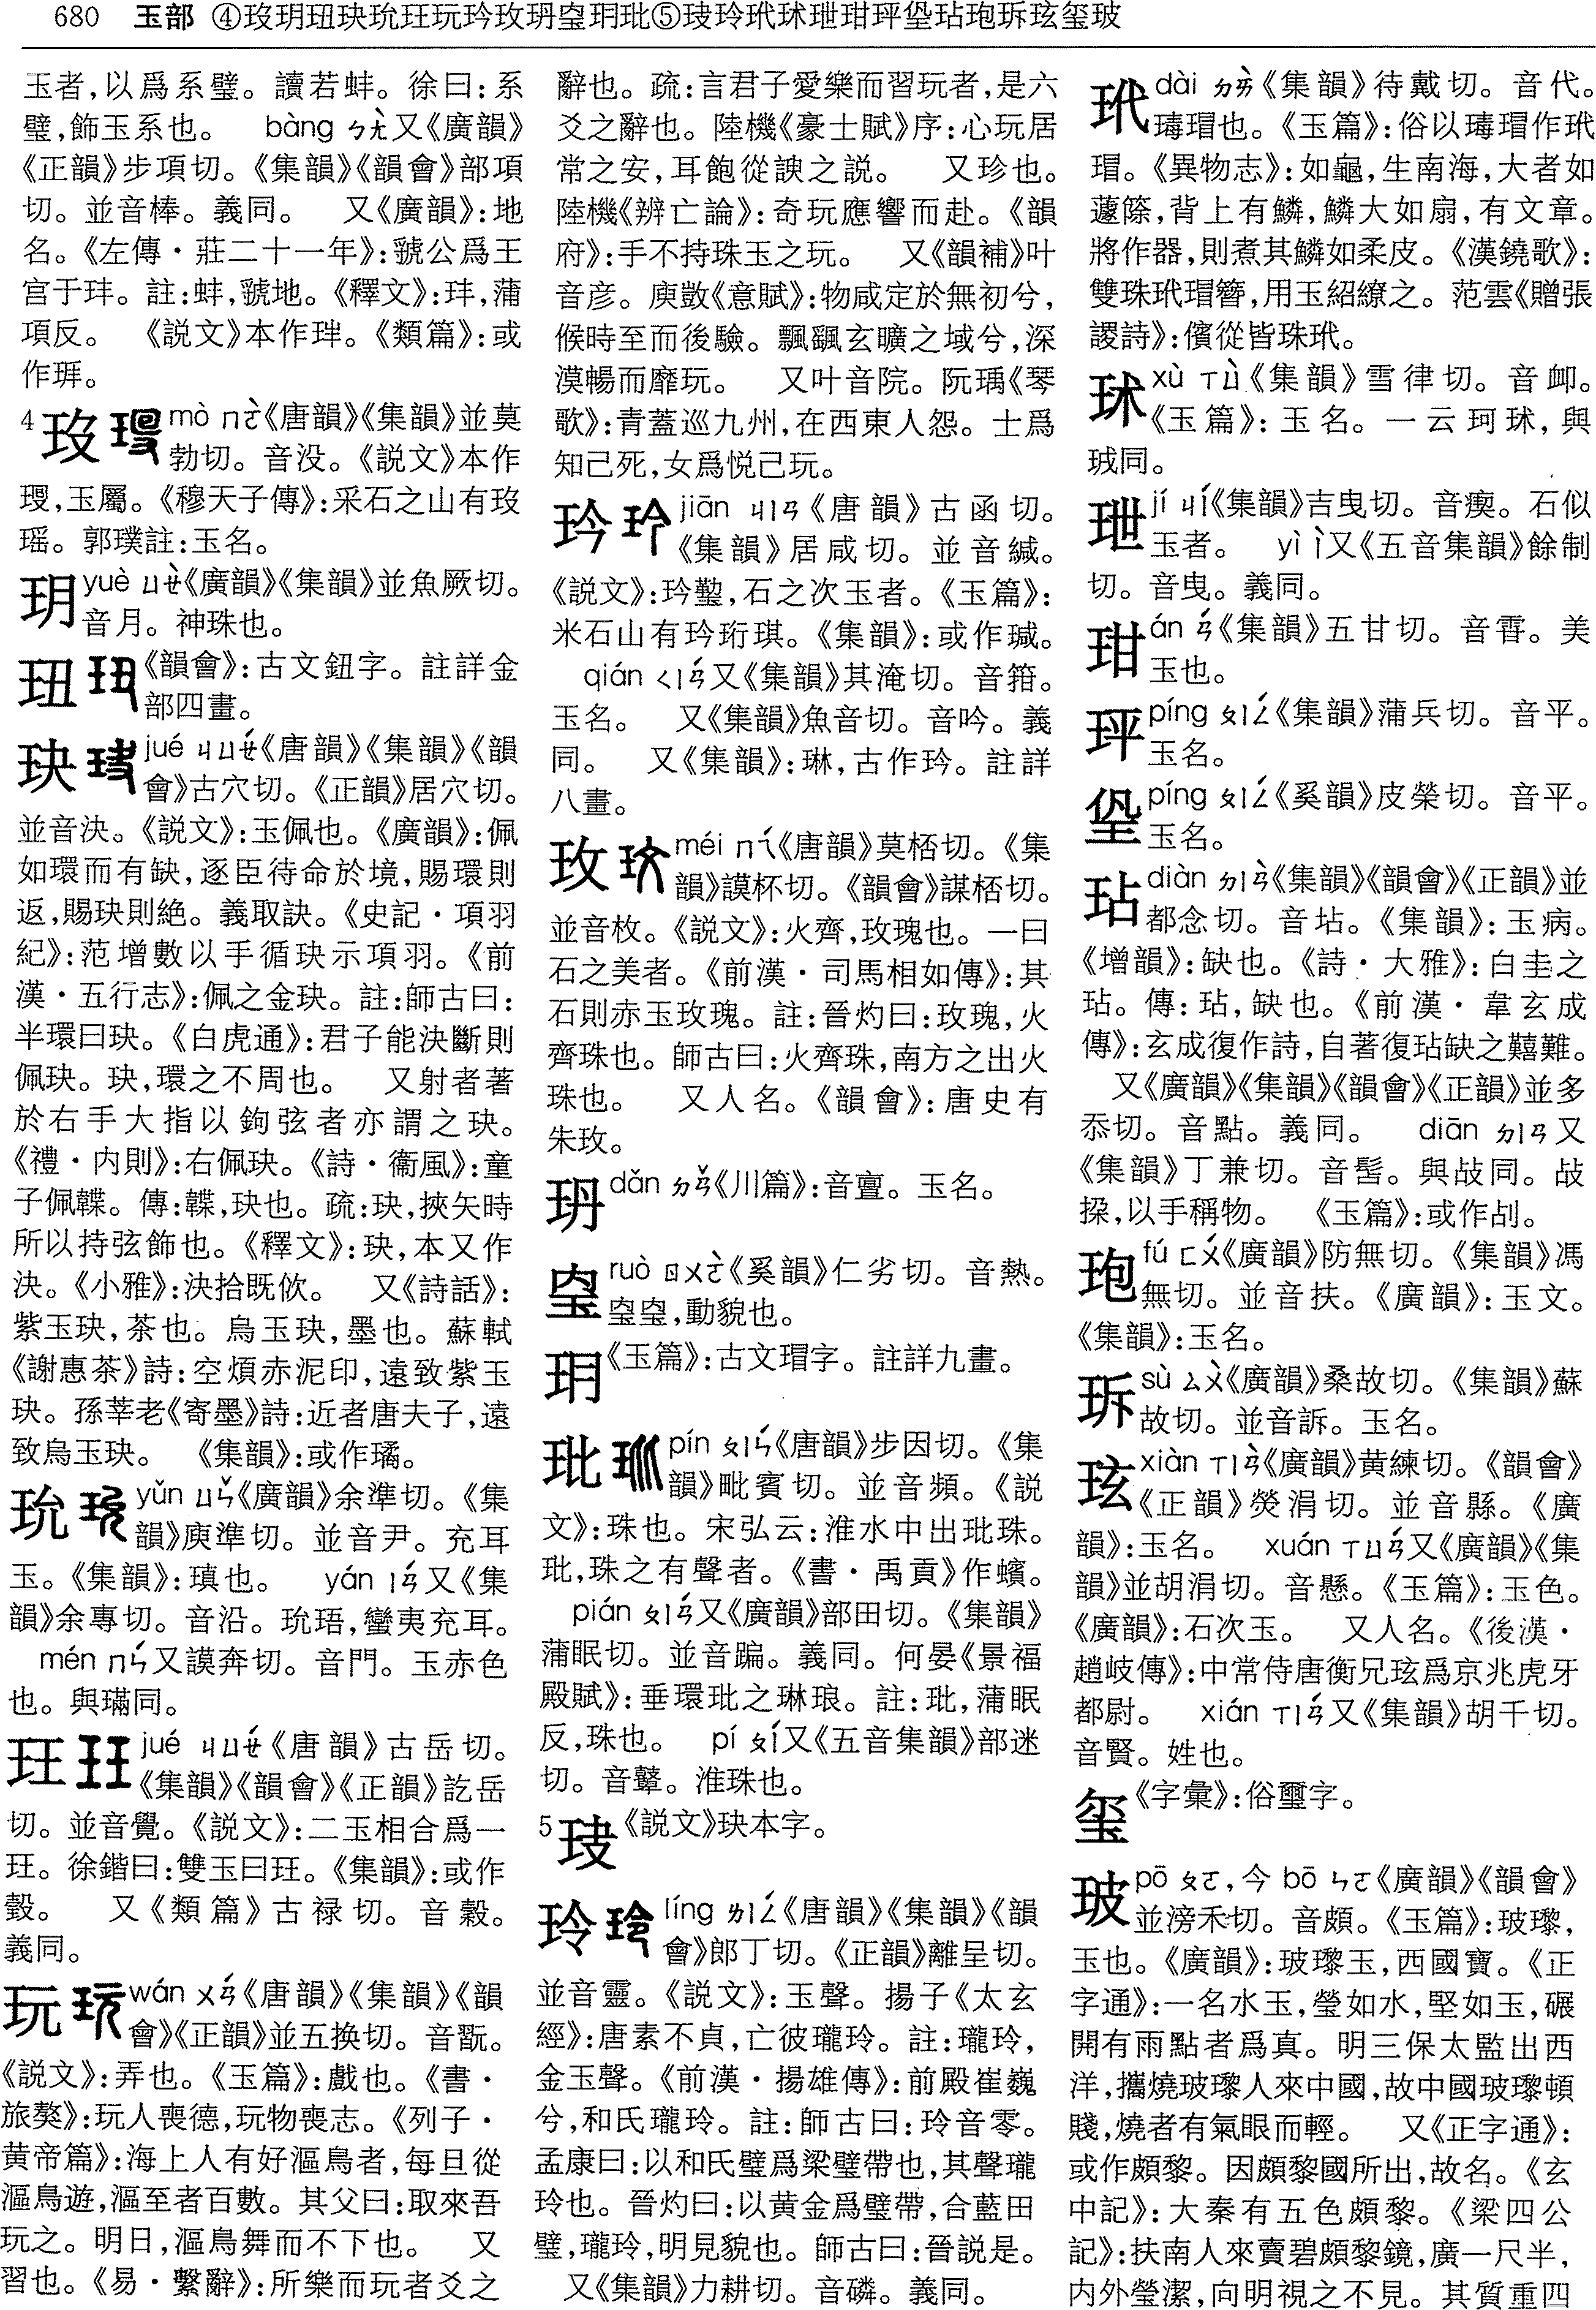 680 玉部 ④玟玥㺲玦玧玨玩玪玫玬𤣹玥玭⑤玦玲玳珬玴玵玶𤤊玷玸㻍玹玺玻
玉者，以爲系璧。讀若蚌。徐曰：系
璧，飾玉系也。 bàng ㄅㄤˋ又《廣韻》
《正韻》步項切。《集韻》《韻會》部項
切。並音棒。義同。 又《廣韻》：地
名。《左傳·莊二十一年》：虢公爲王
宫于玤。註：蚌，虢地。《釋文》：玤，蒲
項反。 《説文》本作玤。《類篇》：或
作琲。
4 mò ㄇㄛˋ《唐韻》《集韻》並莫
勃切。音没。《説文》本作
，玉屬。《穆天子傳》：采石之山有
瑶。郭璞註：玉名。
玥 yuè ㄩㄝˋ《廣韻》《集韻》並魚厥切。
音月。神珠也。
《韻會》：古文鈕字。註詳金
部四畫。
玦 jué ㄐㄩㄝˊ《唐韻》《集韻》《韻
會》古穴切。《正韻》居穴切。
並音決。《説文》：玉佩也。《廣韻》：佩
如環而有缺，逐臣待命於境，賜環則
返，賜玦則絶。義取訣。《史記·項羽
紀》：范增數以手循玦示項羽。《前
漢·五行志》：佩之金玦。註：師古曰：
半環曰玦。《白虎通》：君子能決斷則
佩玦。玦，環之不周也。 又射者著
於右手大指以鉤弦者亦謂之玦。
《禮·内則》：右佩玦。《詩·衞風》：童
子佩韘。傳：韘，玦也。疏：玦，挾矢時
所以持弦飾也。《釋文》：玦，本又作
決。《小雅》：決拾既佽。 又《詩話》：
紫玉玦，茶也。烏玉玦，墨也。蘇軾
《謝惠茶》詩：空煩赤泥印，遠致紫玉
玦。孫莘老《寄墨》詩：近者唐夫子，遠
致烏玉玦。 《集韻》：或作璚。
玧 yǔn ㄩㄣˇ《廣韻》余準切。《集
韻》庾準切。並音尹。充耳
玉。《集韻》：瑱也。 yán ㄧㄢˊ又《集
韻》余專切。音沿。玧珸，蠻夷充耳。
mén ㄇㄣˊ又謨奔切。音門。玉赤色
也。與璊同。
玨 jué ㄐㄩㄝˊ《唐韻》古岳切。
《集韻》《韻會》《正韻》訖岳
切。並音覺。《説文》：二玉相合爲一
玨。徐鍇曰：雙玉曰玨。《集韻》：或作
瑴。 又《類篇》古禄切。音穀。
義同。
玩 wán ㄨㄢˊ《唐韻》《集韻》《韻
會》《正韻》並五换切。音翫。
《説文》：弄也。《玉篇》：戲也。《書·
旅獒》：玩人喪德，玩物喪志。《列子·
黄帝篇》：海上人有好漚鳥者，每旦從
漚鳥遊，漚至者百數。其父曰：取來吾
玩之。明日，漚鳥舞而不下也。 又
習也。《易·繫辭》：所樂而玩者爻之
辭也。疏：言君子愛樂而習玩者，是六
爻之辭也。陸機《豪士賦》序：心玩居
常之安，耳飽從諛之説。 又珍也。
陸機《辨亡論》：奇玩應響而赴。《韻
府》：手不持珠玉之玩。 又《韻補》叶
音彦。庾敳《意賦》：物咸定於無初兮，
候時至而後驗。飄飖玄曠之域兮，深
漠暢而靡玩。 又叶音院。阮瑀《琴
歌》：青蓋巡九州，在西東人怨。士爲
知己死，女爲悦己玩。
玪 jiān ㄐㄧㄢ《唐韻》古函切。
《集韻》居咸切。並音緘。
《説文》：玪䥷，石之次玉者。《玉篇》：
米石山有玪珩琪。《集韻》：或作瑊。
qián ㄑㄧㄢˊ又《集韻》其淹切。音箝。
玉名。 又《集韻》魚音切。音吟。義
同。 又《集韻》：琳，古作玪。註詳
八畫。
玫 méi ㄇㄟˊ《唐韻》莫桮切。《集
韻》謨杯切。《韻會》謀桮切。
並音枚。《説文》：火齊，玫瑰也。一曰
石之美者。《前漢·司馬相如傳》：其
石則赤玉玫瑰。註：晉灼曰：玫瑰，火
齊珠也。師古曰：火齊珠，南方之出火
珠也。 又人名。《韻會》：唐史有
朱玫。
玬 dǎn ㄉㄢˇ《川篇》：音亶。玉名。
ruò ㄖㄨㄛˋ《奚韻》仁劣切。音熱。
，動貌也。
《玉篇》：古文瑁字。註詳九畫。
玭 pín ㄆㄧㄣˊ《唐韻》步因切。《集
韻》毗賓切。並音頻。《説
文》：珠也。宋弘云：淮水中出玭珠。
玭，珠之有聲者。《書·禹貢》作蠙。
pián ㄆㄧㄢˊ又《廣韻》部田切。《集韻》
蒲眠切。並音蹁。義同。何晏《景福
殿賦》：垂環玭之琳琅。註：玭，蒲眠
反，珠也。 pí ㄆㄧˊ又《五音集韻》部迷
切。音鼙。淮珠也。
5 《説文》玦本字。
玲 líng ㄌㄧㄥˊ《唐韻》《集韻》《韻
會》郎丁切。《正韻》離呈切。
並音靈。《説文》：玉聲。揚子《太玄
經》：唐素不貞，亡彼瓏玲。註：瓏玲，
金玉聲。《前漢·揚雄傳》：前殿崔巍
兮，和氏瓏玲。註：師古曰：玲音零。
孟康曰：以和氏璧爲梁璧帶也，其聲瓏
玲也。晉灼曰：以黄金爲璧帶，合藍田
璧，瓏玲，明見貌也。師古曰：晉説是。
又《集韻》力耕切。音磷。義同。
玳 dài ㄉㄞˋ《集韻》待戴切。音代。
瑇瑁也。《玉篇》：俗以瑇瑁作玳
瑁。《異物志》：如龜，生南海，大者如
蘧篨，背上有鱗，鱗大如扇，有文章。
將作器，則煮其鱗如柔皮。《漢鐃歌》：
雙珠玳瑁簪，用玉紹繚之。范雲《贈張
謖詩》：儐從皆珠玳。
珬 xù ㄒㄩˋ《集韻》雪律切。音卹。
《玉篇》：玉名。一云珂珬，與
珬同。
玴 jí ㄐㄧˊ《集韻》吉曳切。音瘈。石似
玉者。 yì ㄧˋ又《五音集韻》餘制
切。音曳。義同。
玵 án ㄢˊ《集韻》五甘切。音䨄。美
玉也。
玶 píng ㄆㄧㄥˊ《集韻》蒲兵切。音平。
玉名。
píng ㄆㄧㄥˊ《奚韻》皮榮切。音平。
玉名。
玷 diàn ㄉㄧㄢˋ《集韻》《韻會》《正韻》並
都念切。音坫。《集韻》：玉病。
《增韻》：缺也。《詩·大雅》：白圭之
玷。傳：玷，缺也。《前漢·韋玄成
傳》：玄成復作詩，自著復玷缺之囏難。
又《廣韻》《集韻》《韻會》《正韻》並多
忝切。音點。義同。 diān ㄉㄧㄢ又
《集韻》丁兼切。音髻。與战同。战
挅，以手稱物。 《玉篇》：或作刮。
玸 fú ㄈㄨˊ《廣韻》防無切。《集韻》馮
無切。並音扶。《廣韻》：玉文。
《集韻》：玉名。
sù ㄙㄨˋ《廣韻》桑故切。《集韻》蘇
故切。並音訴。玉名。
玹 xiàn ㄒㄧㄢˋ《廣韻》黄練切。《韻會》
《正韻》熒涓切。並音縣。《廣
韻》：玉名。 xuán ㄒㄩㄢˊ又《廣韻》《集
韻》並胡涓切。音懸。《玉篇》：玉色。
《廣韻》：石次玉。 又人名。《後漢·
趙岐傳》：中常侍唐衡兄玹爲京兆虎牙
都尉。 xián ㄒㄧㄢˊ又《集韻》胡千切。
音賢。姓也。
玺 《字彙》：俗璽字。
玻 pō ㄆㄛ，今 bō ㄅㄛ《廣韻》《韻會》
並滂禾切。音頗。《玉篇》：玻瓈，
玉也。《廣韻》：玻瓈玉，西國寶。《正
字通》：一名水玉，瑩如水，堅如玉，碾
開有雨點者爲真。明三保太監出西
洋，攜燒玻瓈人來中國，故中國玻瓈頓
賤，燒者有氣眼而輕。 又《正字通》：
或作頗黎。因頗黎國所出，故名。《玄
中記》：大秦有五色頗黎。《梁四公
記》：扶南人來賣碧頗黎鏡，廣一尺半，
内外瑩潔，向明視之不見。其質重四